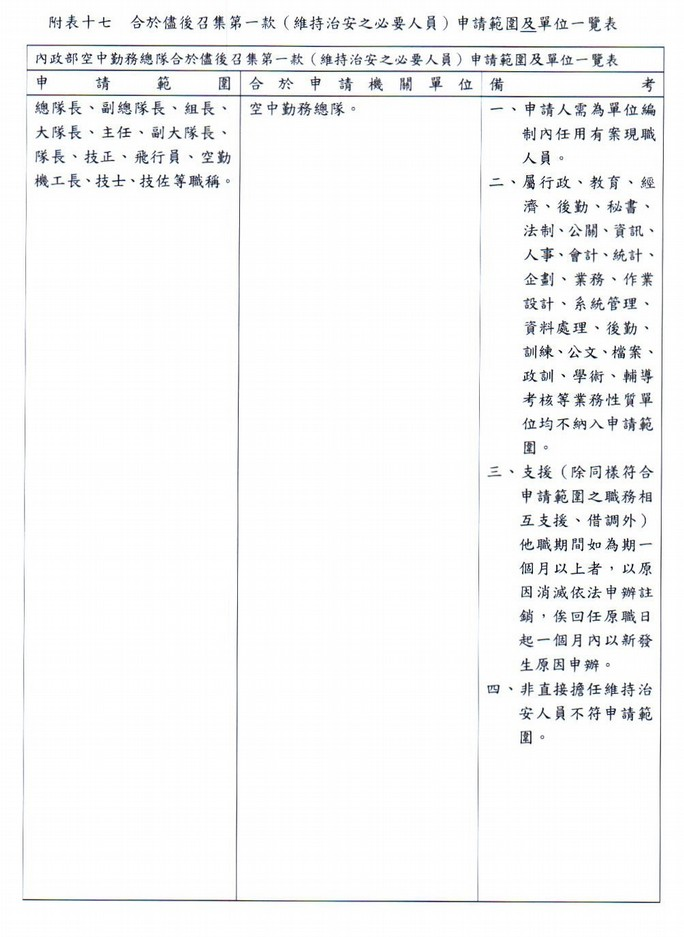 附表十七 合於儘後召集第一款（維持治安之必要人員）申請範圍及單位一覽表
內政部空中勤務總隊合於儘後召集第一款（維持治安之必要人員）申請範圍及單位一覽表
申請範圍
合於申請機關單位
備考
總隊長、副總隊長、組長、
大隊長、主任、副大隊長、
隊長、技正、飛行員、空勤
機工長、技士、技佐等職稱。
空中勤務總隊。
一、申請人需為單位編
制內任用有案現職
人員。
二、屬行政、教育、經
濟、後勤、秘書、
法制、公關、資訊、
人事、會計、統計、
企劃、業務、作業
設計、系統管理、
資料處理、後勤、
訓練、公文、檔案、
政訓、學術、輔導
考核等業務性質單
位均不納入申請範
圍。
三、支援（除同樣符合
申請範圍之職務相
互支援、借調外）
他職期間如為期一
個月以上者，以原
因消滅依法申辦註
銷，俟回任原職日
起一個月內以新發
生原因申辦。
四、非直接擔任維持治
安人員不符申請範
圍。